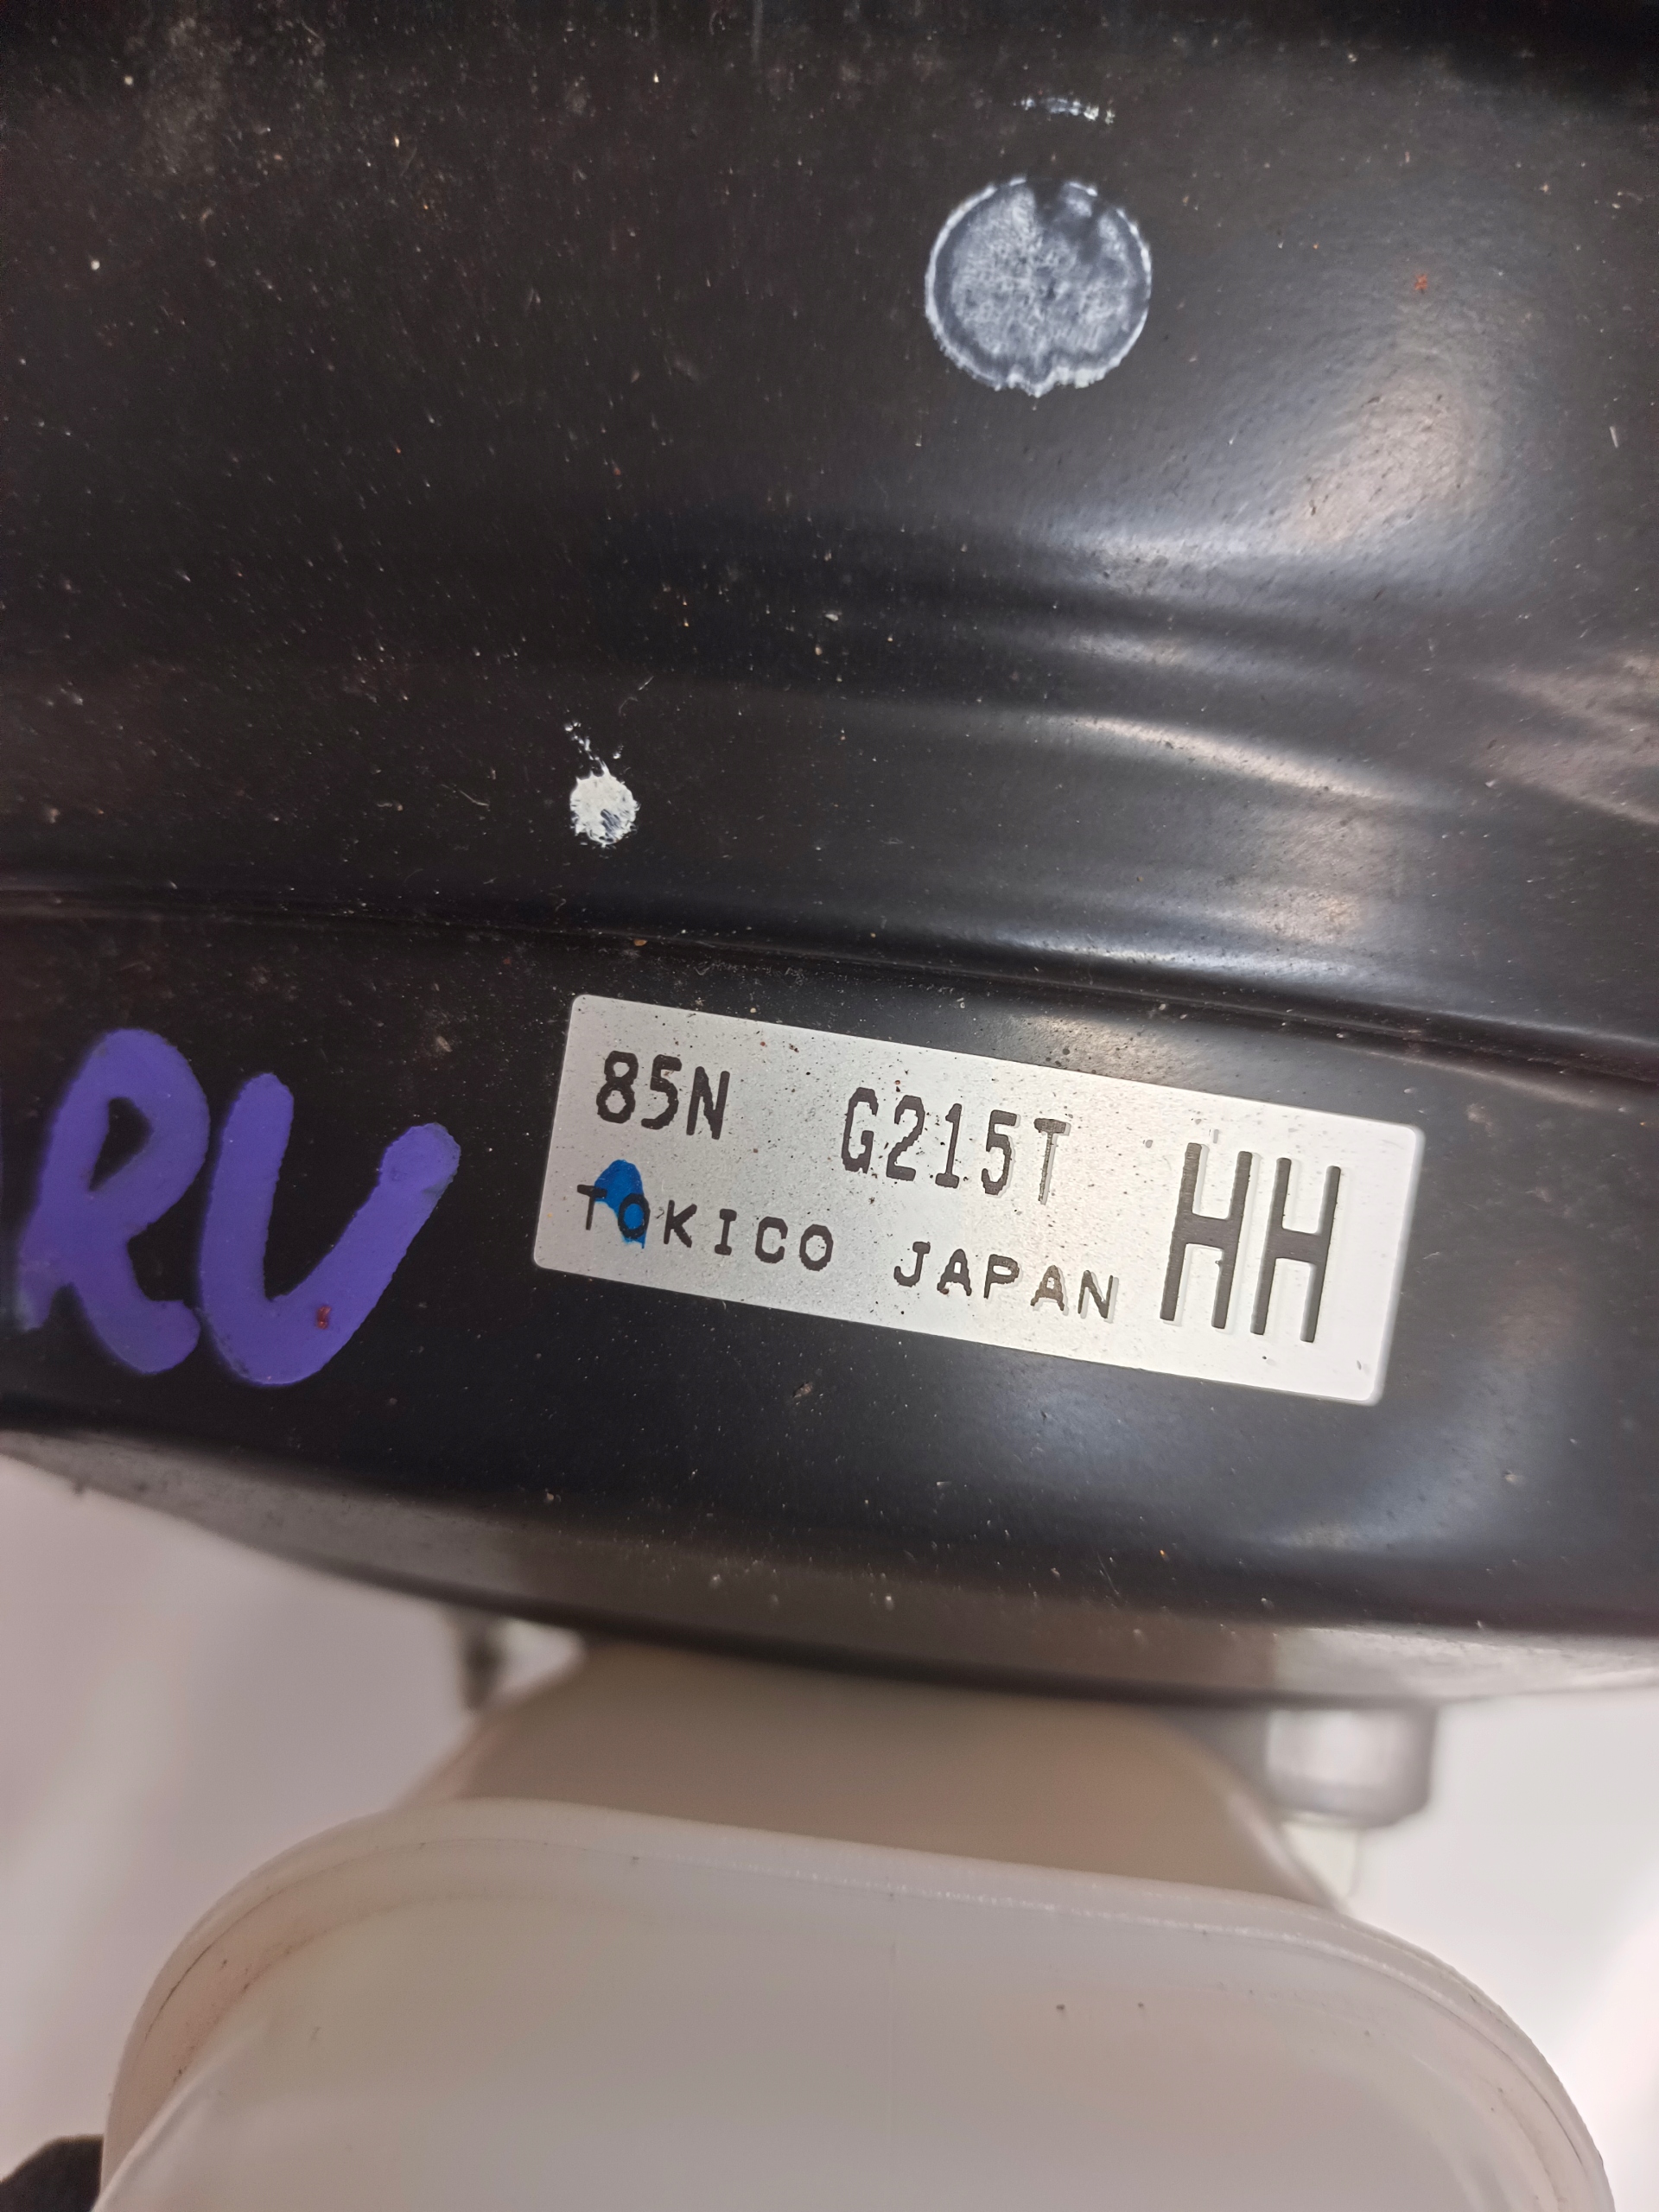 RU
85N G215T HH
TOKICO JAPAN